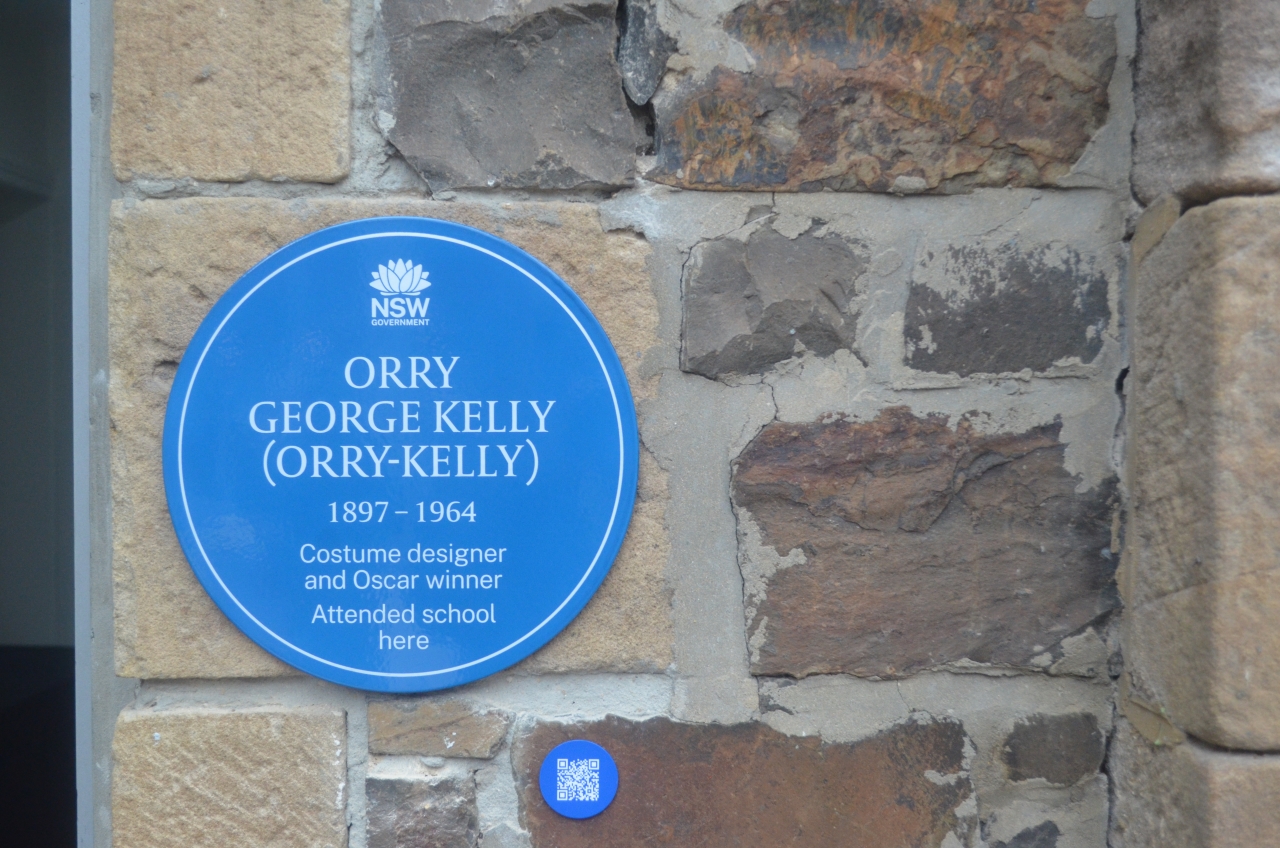 NSW
GOVERNMENT
ORRY
GEORGE KELLY
(ORRY-KELLY)
1897 – 1964
Costume designer
and Oscar winner
Attended school
here